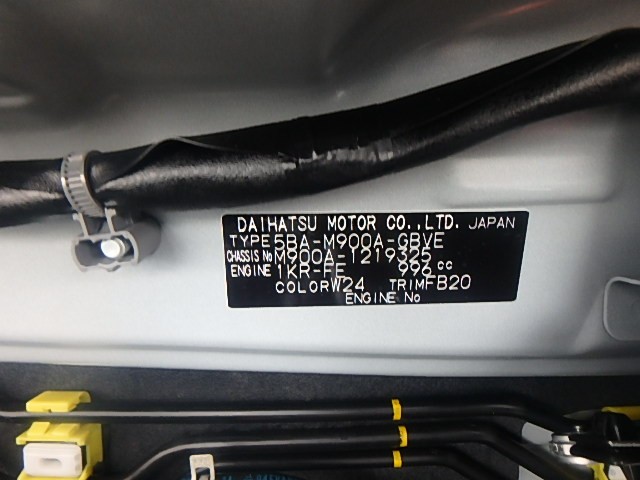 DAIHATSU MOTOR CO.,LTD. JAPAN
TYPE 5BA-M900A-GBVE
CHASSIS No M900A-1219325
ENGINE 1KR-FE 996 cc
COLOR W24 TRIM FB20
ENGINE No